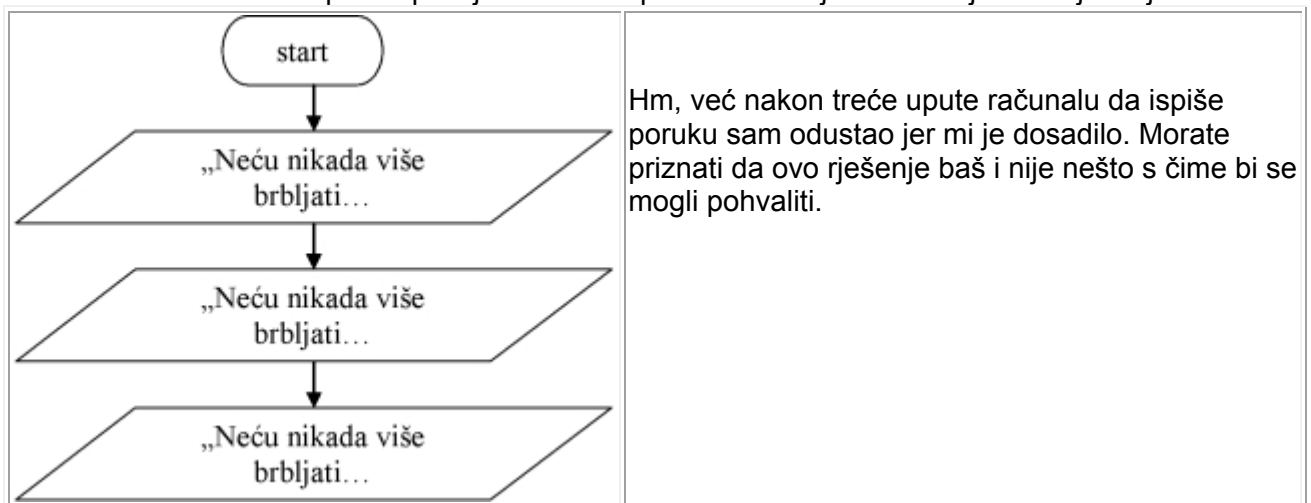 start
„Neću nikada više
brbljati…
„Neću nikada više
brbljati…
„Neću nikada više
brbljati…
Hm, već nakon treće upute računalu da ispiše
poruku sam odustao jer mi je dosadilo. Morate
priznati da ovo rješenje baš i nije nešto s čime bi se
mogli pohvaliti.